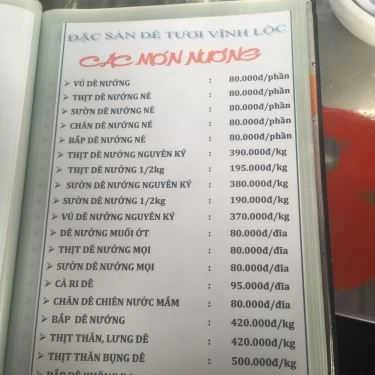 ĐẶC SẢN DÊ TƯƠI VĨNH LỘC
CÁC MÓN NƯỚNG
➢ VÚ DÊ NƯỚNG : 80.000đ/phần
➢ THỊT DÊ NƯỚNG NÉ : 80.000đ/phần
➢ SƯỜN DÊ NƯỚNG NÉ : 80.000đ/phần
➢ CHÂN DÊ NƯỚNG NÉ : 80.000đ/phần
➢ BẮP DÊ NƯỚNG NÉ : 80.000đ/phần
➢ THỊT DÊ NƯỚNG NGUYÊN KÝ : 390.000đ/kg
➢ THỊT DÊ NƯỚNG 1/2kg : 195.000đ/kg
➢ SƯỜN DÊ NƯỚNG NGUYÊN KÝ : 380.000đ/kg
➢ SƯỜN DÊ NƯỚNG 1/2kg : 190.000đ/kg
➢ VÚ DÊ NƯỚNG NGUYÊN KÝ : 370.000đ/kg
➢ DÊ NƯỚNG MUỐI ỚT : 80.000đ/đĩa
➢ THỊT DÊ NƯỚNG MỌI : 80.000đ/đĩa
➢ SƯỜN DÊ NƯỚNG MỌI : 80.000đ/đĩa
➢ CÀ RI DÊ : 95.000đ/đĩa
➢ CHÂN DÊ CHIÊN NƯỚC MẮM : 80.000đ/đĩa
➢ BẮP DÊ NƯỚNG : 420.000đ/kg
➢ THỊT THĂN, LƯNG DÊ : 420.000đ/kg
➢ THỊT THĂN BỤNG DÊ : 500.000đ/kg